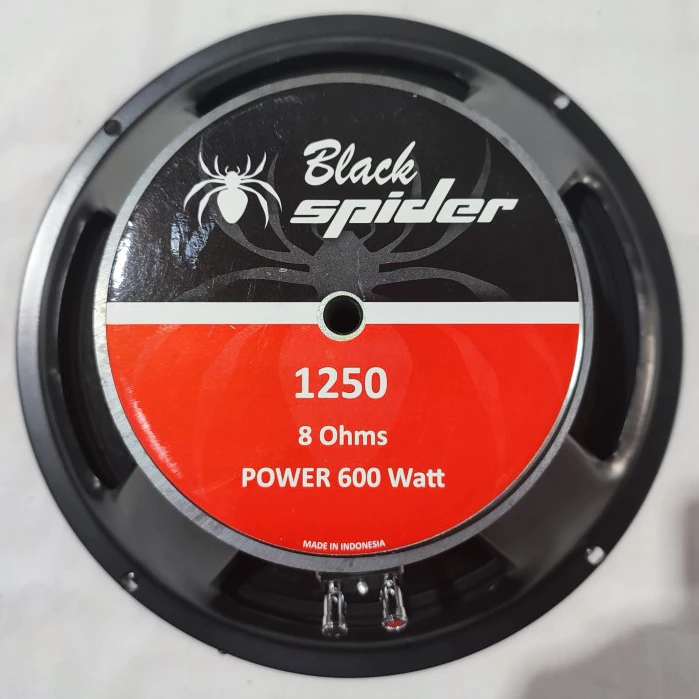 Black
spider
1250
8 Ohms
POWER 600 Watt
MADE IN INDONESIA